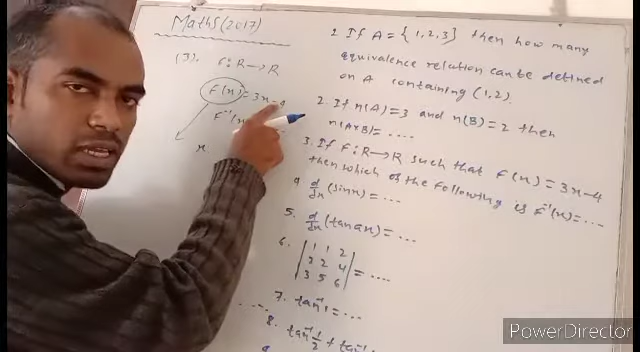 Maths (2017)
(3). f: R → R
f(x) = 3x-4
F⁻¹(x)
x
1 If A = {1, 2, 3} then how many
equivalence relation can be defined
on A containing (1,2).
2. If n(A)=3 and n(B)=2 then
n(A×B)= ....
3. If F: R → R such that F(x) = 3x-4
then which of the following is F⁻¹(x)= ...
4. d/dx (sinx) = ...
5. d/dx (tanax) = ...
6. | 1 1 2 |
| 2 2 4 | = ....
| 3 5 6 |
7. tan⁻¹1 = ...
8. tan⁻¹ 1/2 + tan⁻¹
PowerDirector